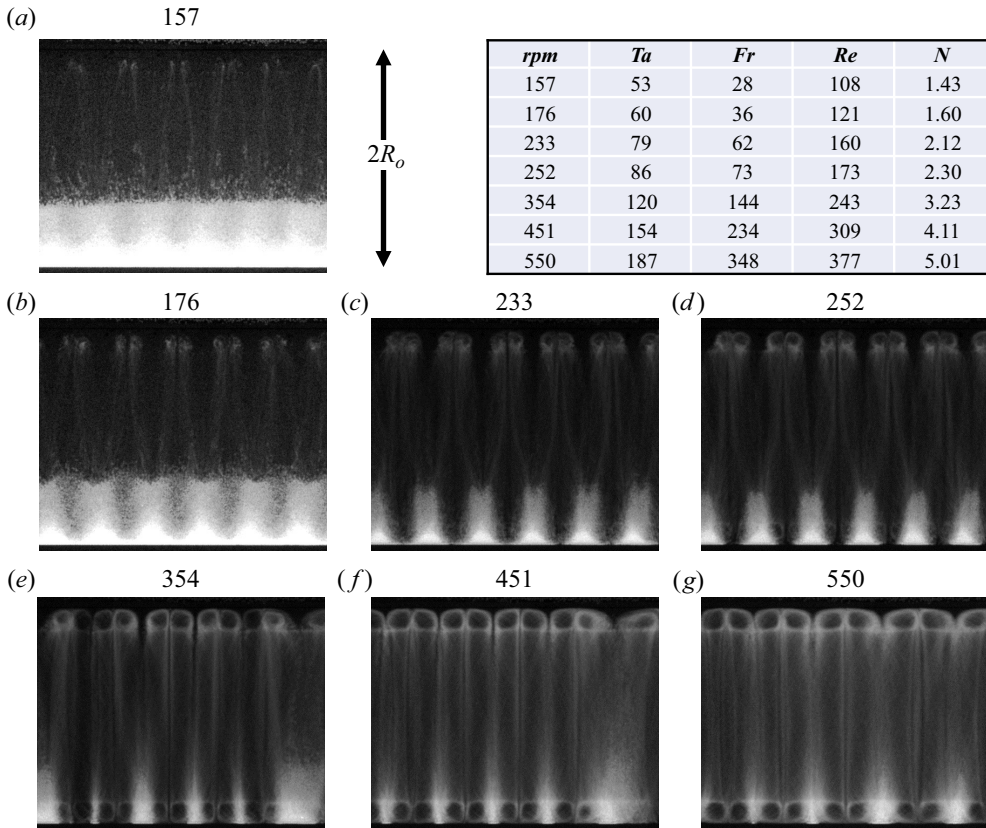 (a) 157
2R_o
rpm Ta Fr Re N
157 53 28 108 1.43
176 60 36 121 1.60
233 79 62 160 2.12
252 86 73 173 2.30
354 120 144 243 3.23
451 154 234 309 4.11
550 187 348 377 5.01
(b) 176 (c) 233 (d) 252
(e) 354 (f) 451 (g) 550